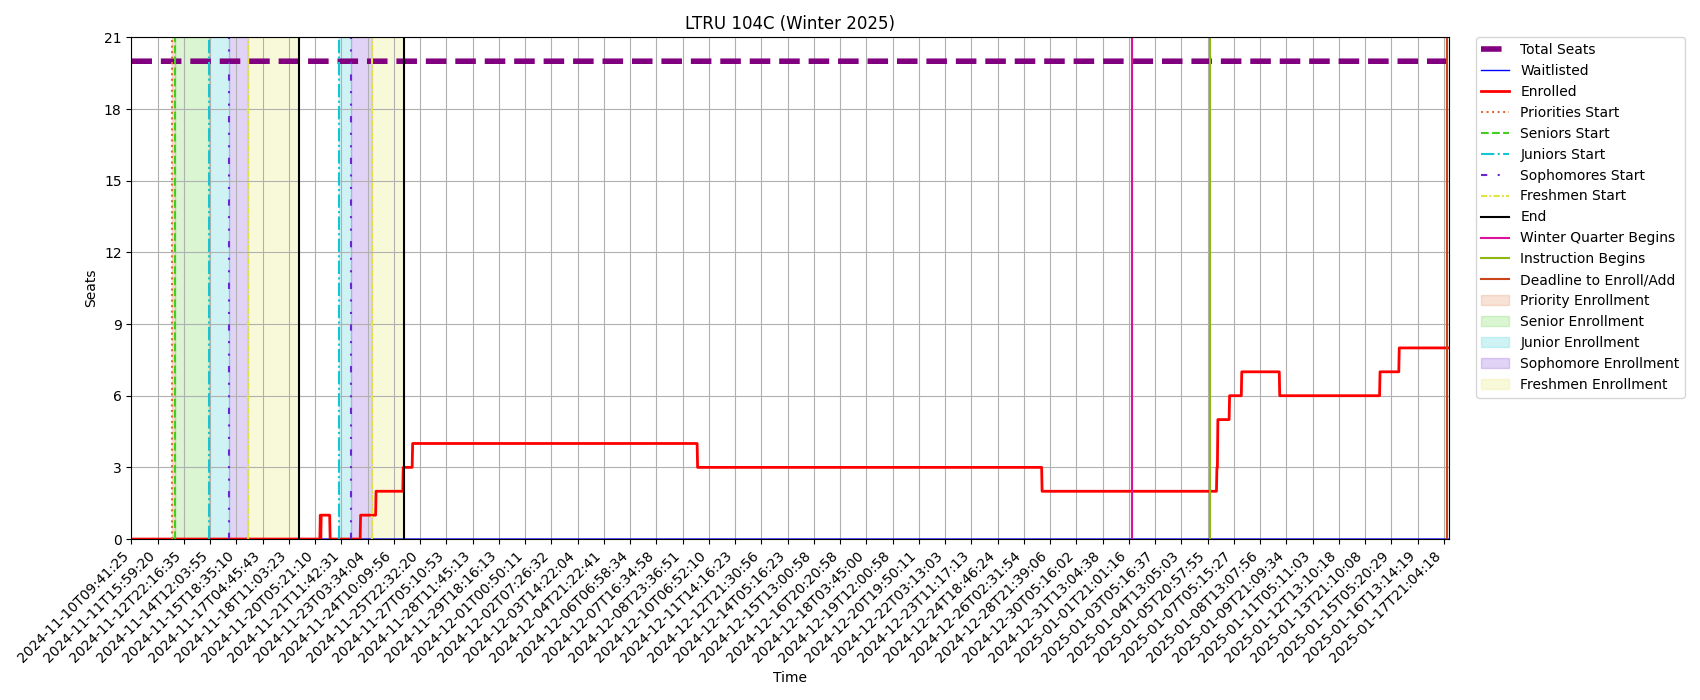 LTRU 104C (Winter 2025)
Seats
21
18
15
12
9
6
3
0
2024-11-10T09:41:25
2024-11-11T15:59:20
2024-11-12T22:16:35
2024-11-14T12:03:55
2024-11-15T18:35:10
2024-11-17T04:45:43
2024-11-18T11:03:23
2024-11-20T05:21:10
2024-11-21T11:42:31
2024-11-23T03:34:04
2024-11-24T10:09:56
2024-11-25T22:32:20
2024-11-27T05:10:53
2024-11-28T11:45:13
2024-11-29T18:16:13
2024-12-01T00:50:11
2024-12-02T07:26:32
2024-12-03T14:22:04
2024-12-04T21:22:41
2024-12-06T06:58:34
2024-12-07T16:34:58
2024-12-08T23:36:51
2024-12-10T06:52:10
2024-12-11T14:16:23
2024-12-12T21:30:56
2024-12-14T05:16:23
2024-12-15T13:00:58
2024-12-16T20:20:58
2024-12-18T03:45:00
2024-12-19T12:00:58
2024-12-20T19:50:11
2024-12-22T03:13:03
2024-12-23T11:17:13
2024-12-24T18:46:24
2024-12-26T02:31:54
2024-12-28T21:39:06
2024-12-30T05:16:02
2024-12-31T13:04:38
2025-01-01T21:01:16
2025-01-03T05:16:37
2025-01-04T13:05:03
2025-01-05T20:57:55
2025-01-07T05:15:27
2025-01-08T13:07:56
2025-01-09T21:09:34
2025-01-11T05:11:03
2025-01-12T13:10:18
2025-01-13T21:10:08
2025-01-15T05:20:29
2025-01-16T13:14:19
2025-01-17T21:04:18
Time
Total Seats
Waitlisted
Enrolled
Priorities Start
Seniors Start
Juniors Start
Sophomores Start
Freshmen Start
End
Winter Quarter Begins
Instruction Begins
Deadline to Enroll/Add
Priority Enrollment
Senior Enrollment
Junior Enrollment
Sophomore Enrollment
Freshmen Enrollment